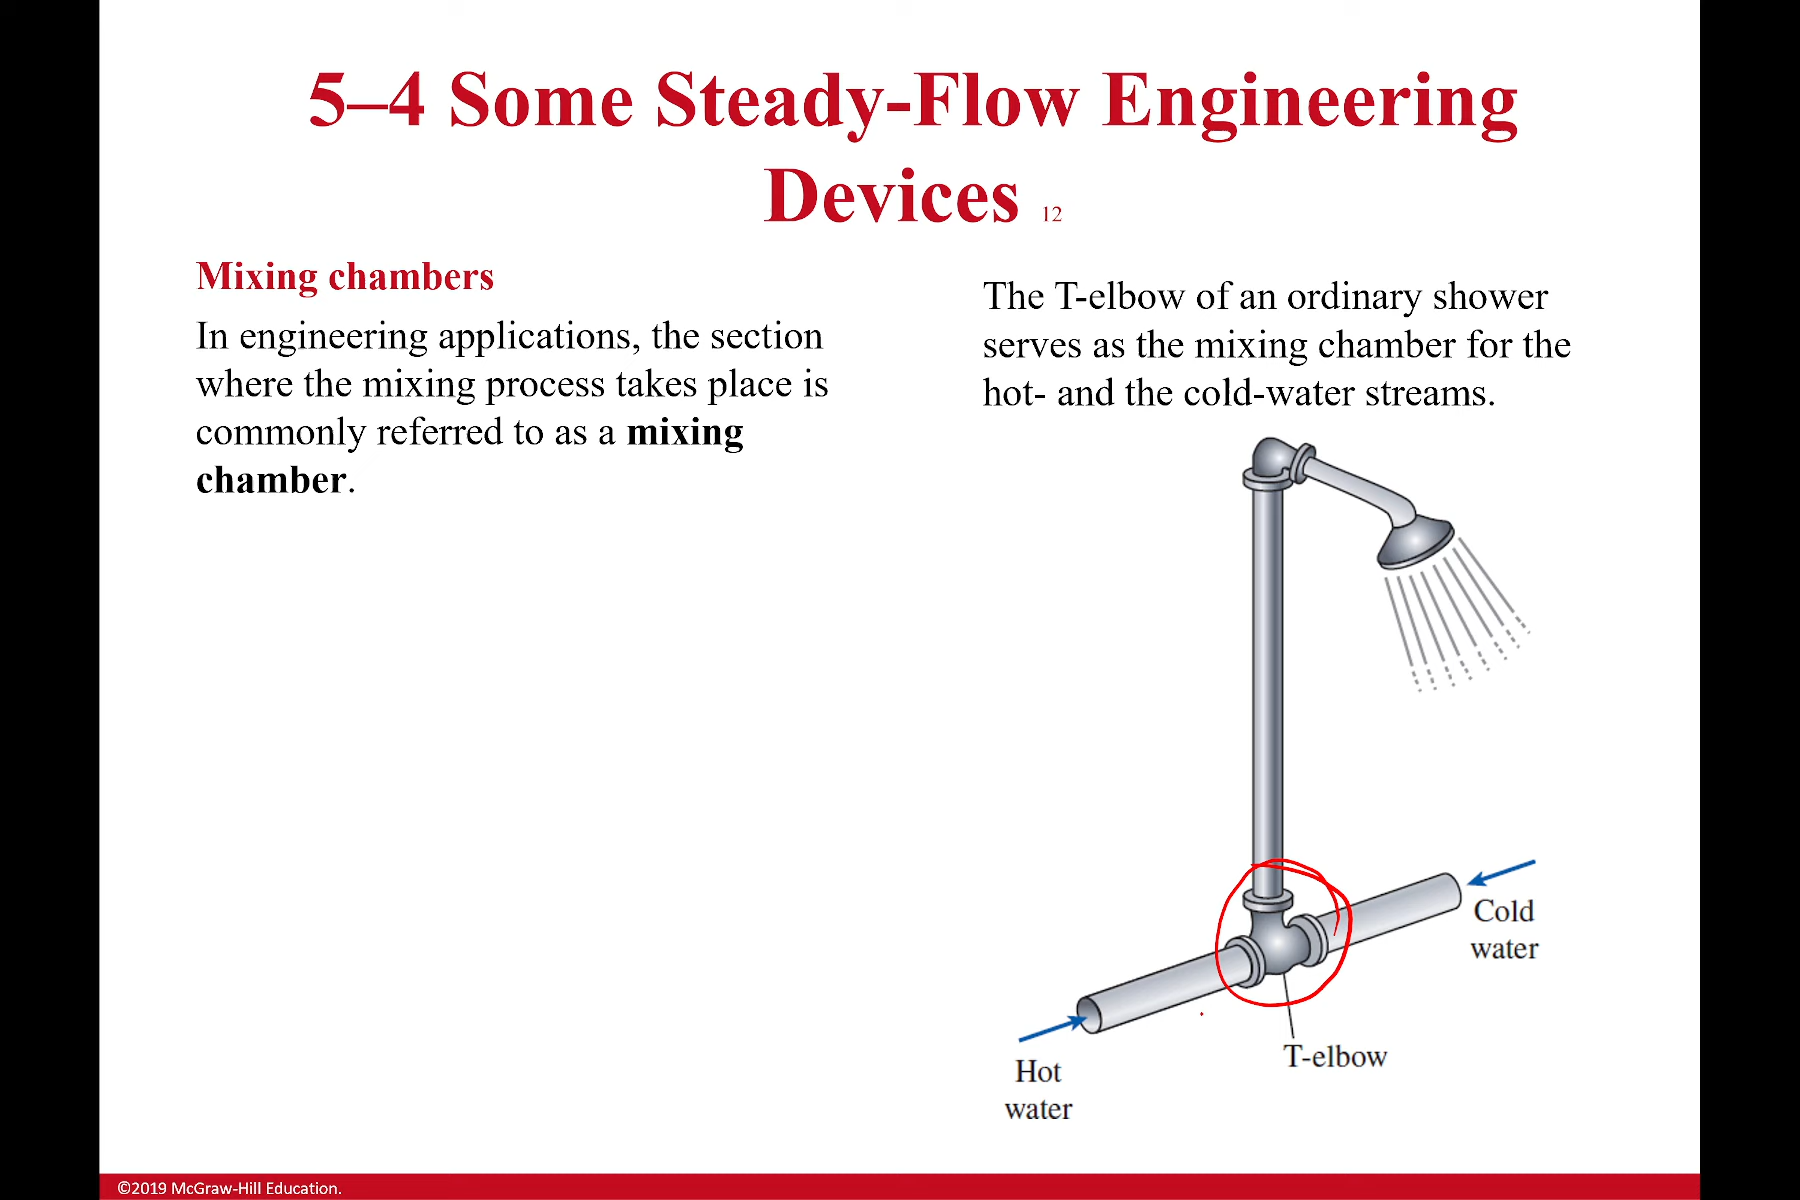 5–4 Some Steady-Flow Engineering
Devices 12
Mixing chambers
In engineering applications, the section
where the mixing process takes place is
commonly referred to as a mixing
chamber.
The T-elbow of an ordinary shower
serves as the mixing chamber for the
hot- and the cold-water streams.
Cold
water
T-elbow
Hot
water
©2019 McGraw-Hill Education.